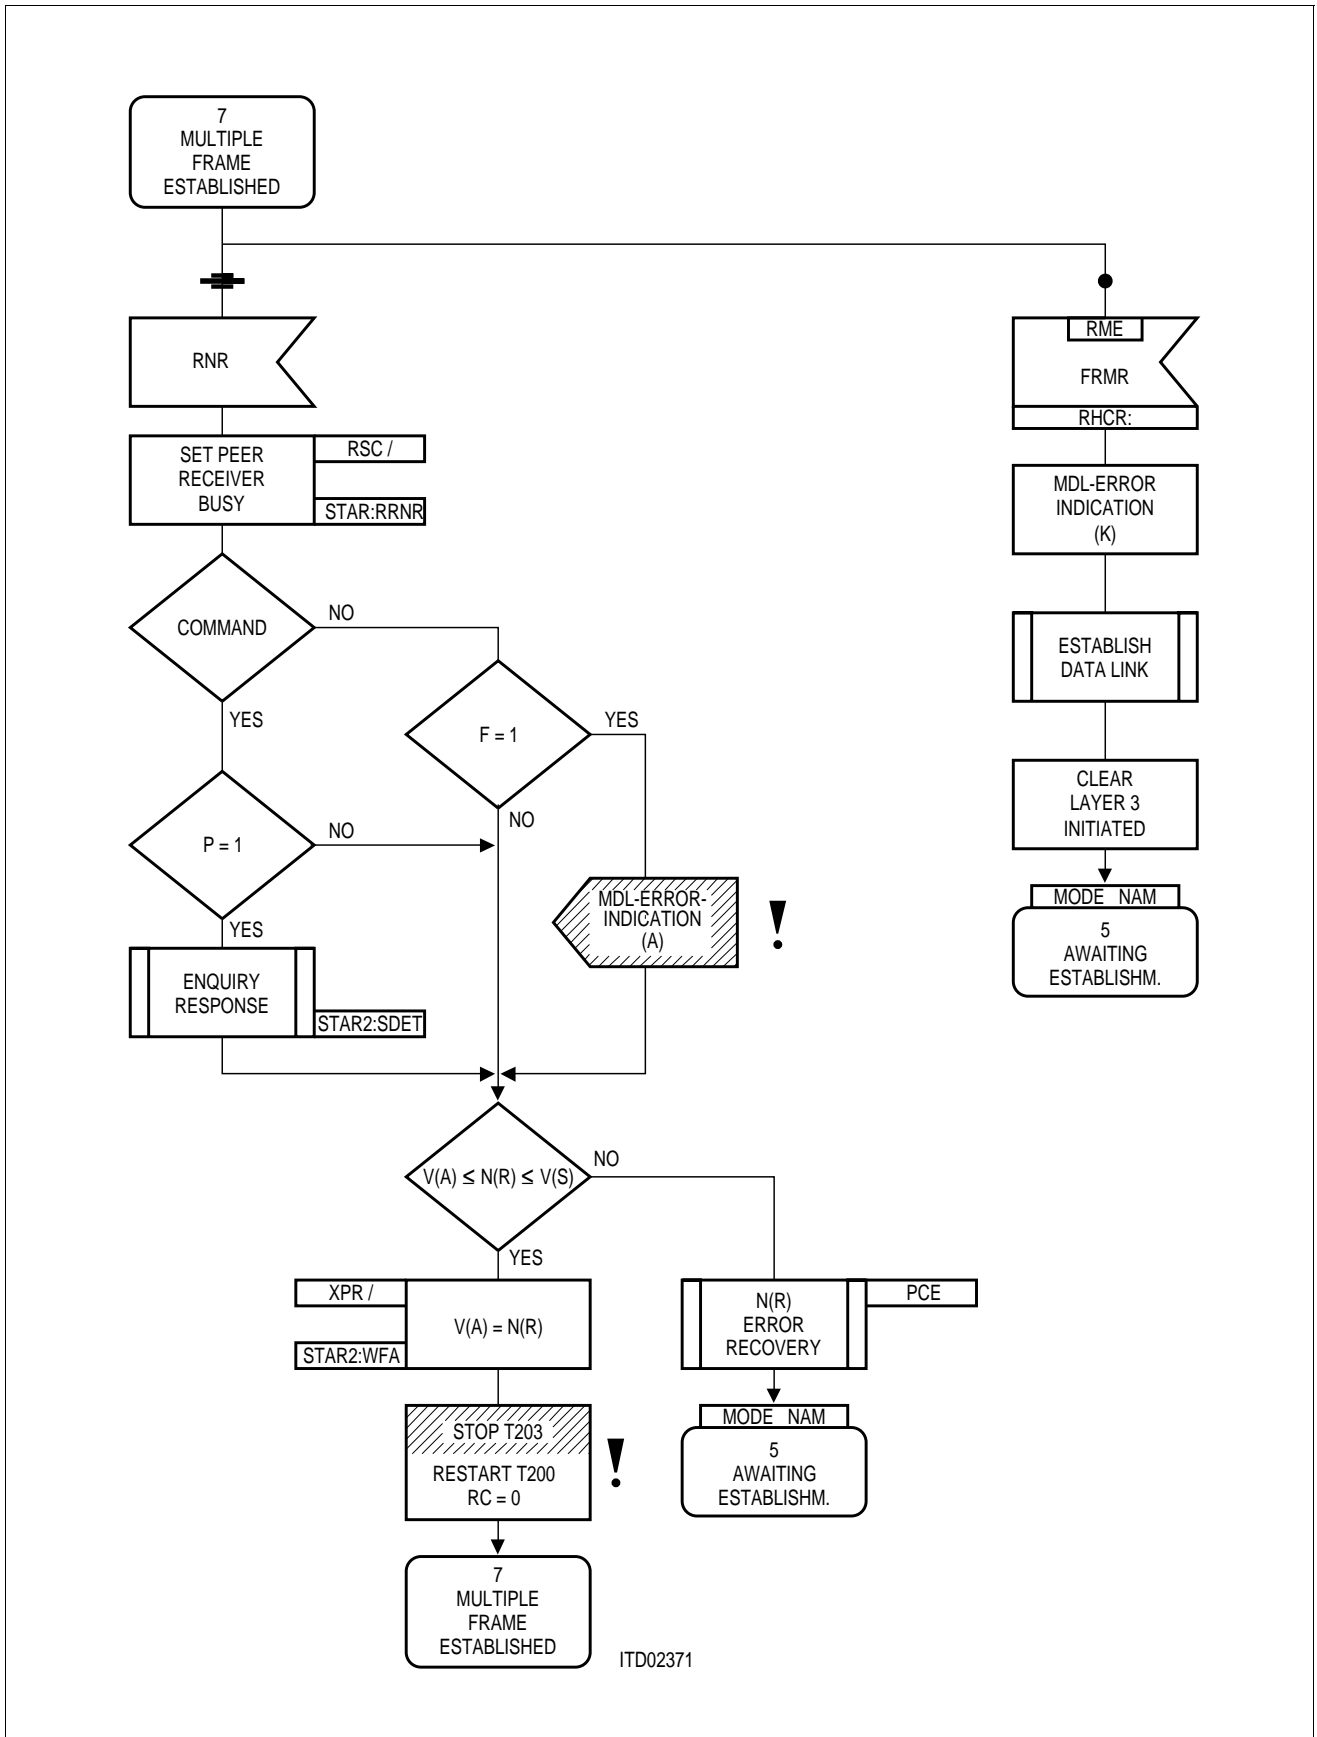 7
MULTIPLE
FRAME
ESTABLISHED
RNR
RME
FRMR
RHCR:
SET PEER
RECEIVER
BUSY
RSC /
STAR:RRNR
MDL-ERROR
INDICATION
(K)
COMMAND
NO
YES
ESTABLISH
DATA LINK
F = 1
YES
NO
CLEAR
LAYER 3
INITIATED
P = 1
NO
YES
MDL-ERROR-
INDICATION
(A)
!
MODE NAM
5
AWAITING
ESTABLISHM.
ENQUIRY
RESPONSE
STAR2:SDET
V(A) ≤ N(R) ≤ V(S)
NO
YES
XPR /
STAR2:WFA
V(A) = N(R)
N(R)
ERROR
RECOVERY
PCE
STOP T203
RESTART T200
RC = 0
!
MODE NAM
5
AWAITING
ESTABLISHM.
7
MULTIPLE
FRAME
ESTABLISHED
ITD02371